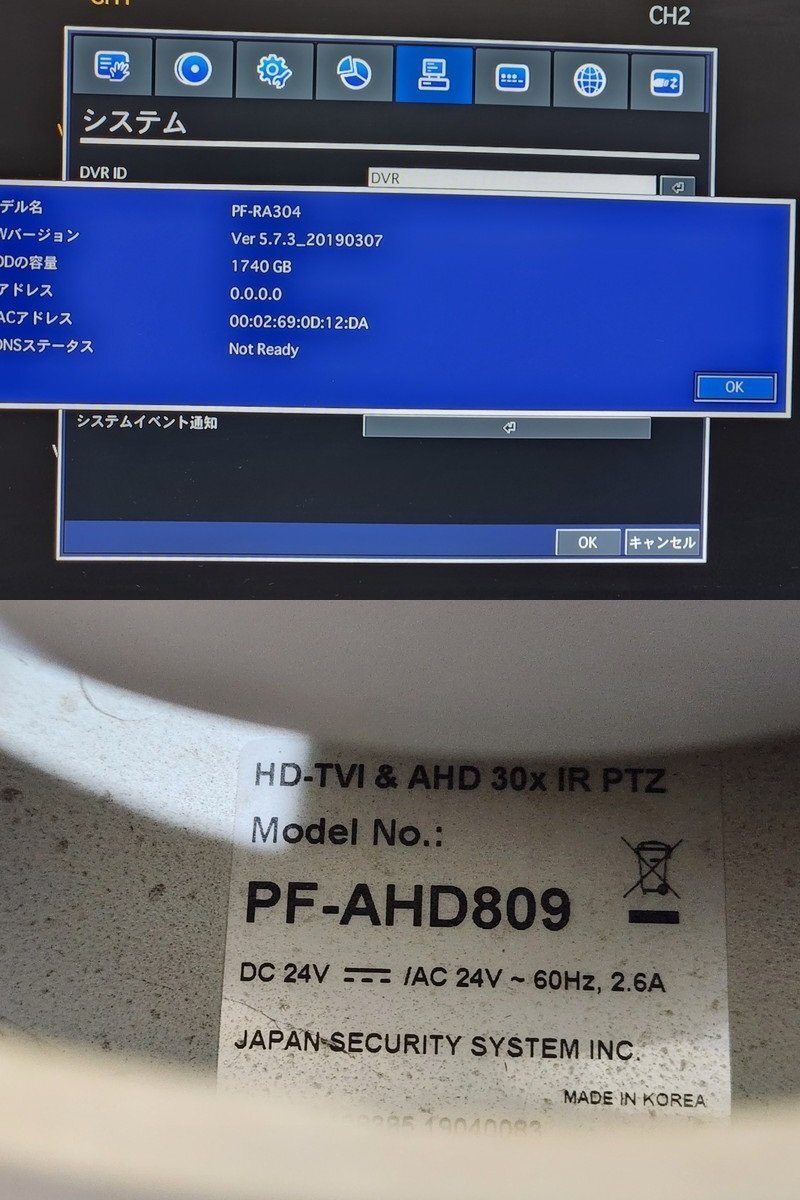 CH1
CH2
システム
DVR ID
DVR
デル名
PF-RA304
Wバージョン
Ver 5.7.3_20190307
DDの容量
1740 GB
アドレス
0.0.0.0
ACアドレス
00:02:69:0D:12:DA
DNSステータス
Not Ready
OK
システムイベント通知
OK
キャンセル
HD-TVI & AHD 30x IR PTZ
Model No.:
PF-AHD809
DC 24V /AC 24V ~ 60Hz, 2.6A
JAPAN SECURITY SYSTEM INC.
MADE IN KOREA